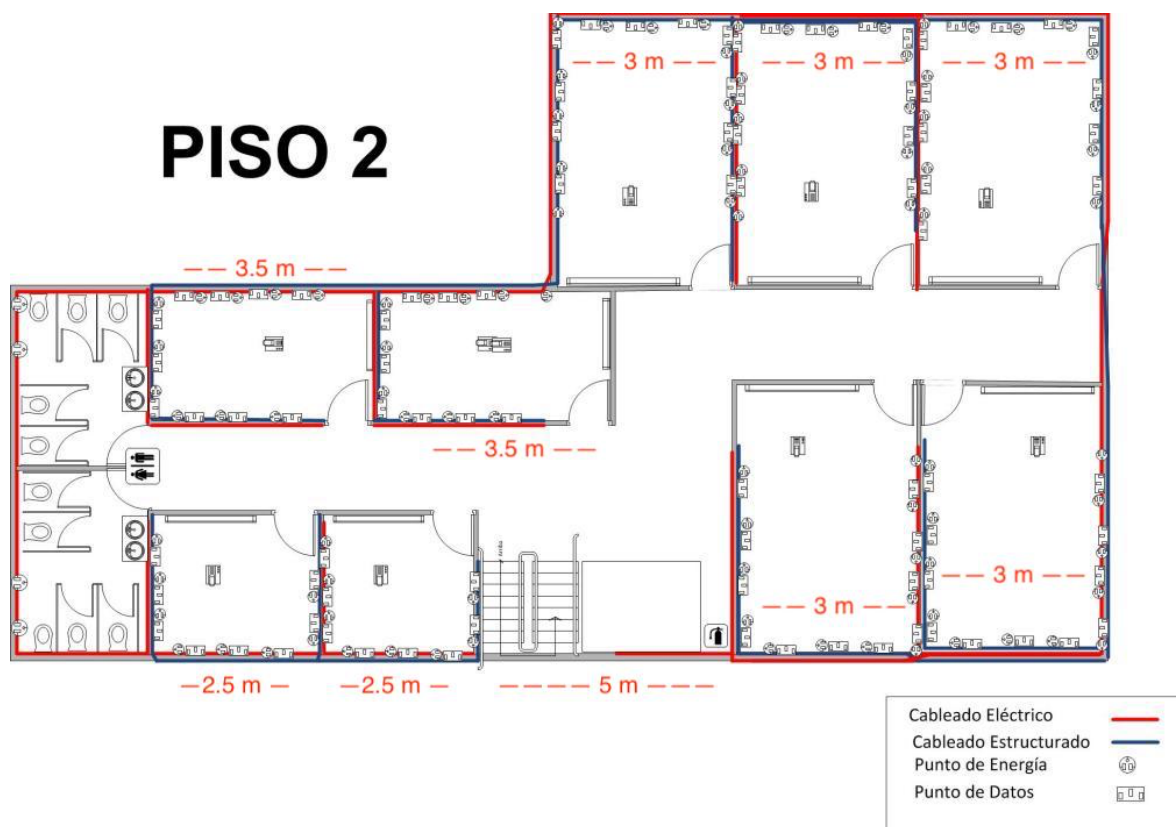 — — 3 m — — —
— — 3 m — — —
— — 3 m — — —
PISO 2
— — 3.5 m — —
— — 3.5 m — —
Arriba
— — 3 m — —
— — 3 m — —
—2.5 m —
—2.5 m —
— — — 5 m — — —
Cableado Eléctrico
Cableado Estructurado
Punto de Energía
Punto de Datos